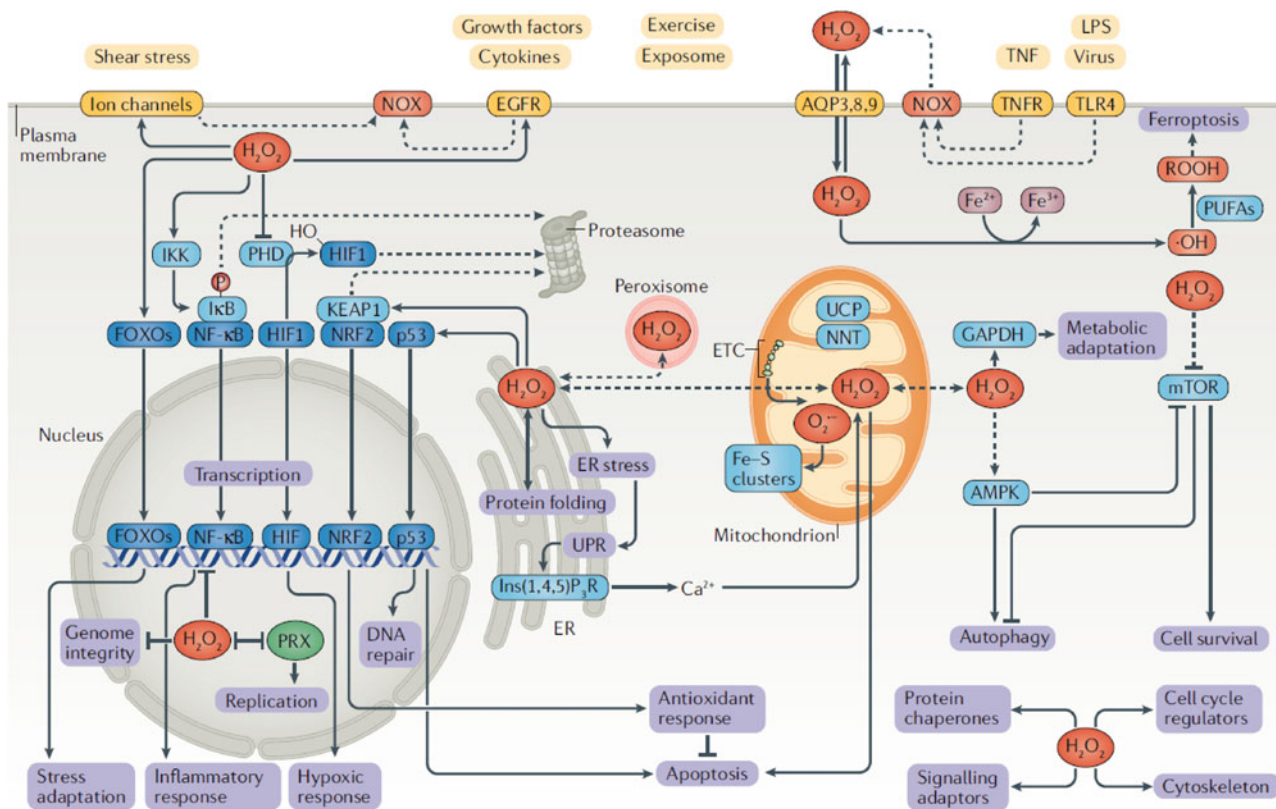 Growth factors
Exercise
LPS
Shear stress
Cytokines
Exposome
H₂O₂
TNF
Virus
Ion channels
NOX
EGFR
AQP3,8,9
NOX
TNFR
TLR4
Plasma
membrane
Ferroptosis
H₂O₂
ROOH
H₂O₂
Fe²⁺
Fe³⁺
PUFAs
HO
Proteasome
IKK
PHD
HIF1
·OH
P
Peroxisome
H₂O₂
IκB
KEAP1
UCP
FOXOs
NF-κB
HIF1
NRF2
p53
H₂O₂
NNT
GAPDH
Metabolic
adaptation
ETC
H₂O₂
H₂O₂
H₂O₂
mTOR
O₂•−
Nucleus
Transcription
ER stress
Fe–S
clusters
Protein folding
AMPK
Mitochondrion
FOXOs
NF-κB
HIF
NRF2
p53
UPR
Ins(1,4,5)P₃R
Ca²⁺
ER
Genome
integrity
H₂O₂
PRX
DNA
repair
Autophagy
Cell survival
Replication
Antioxidant
response
Protein
chaperones
Cell cycle
regulators
H₂O₂
Stress
adaptation
Inflammatory
response
Hypoxic
response
Apoptosis
Signalling
adaptors
Cytoskeleton